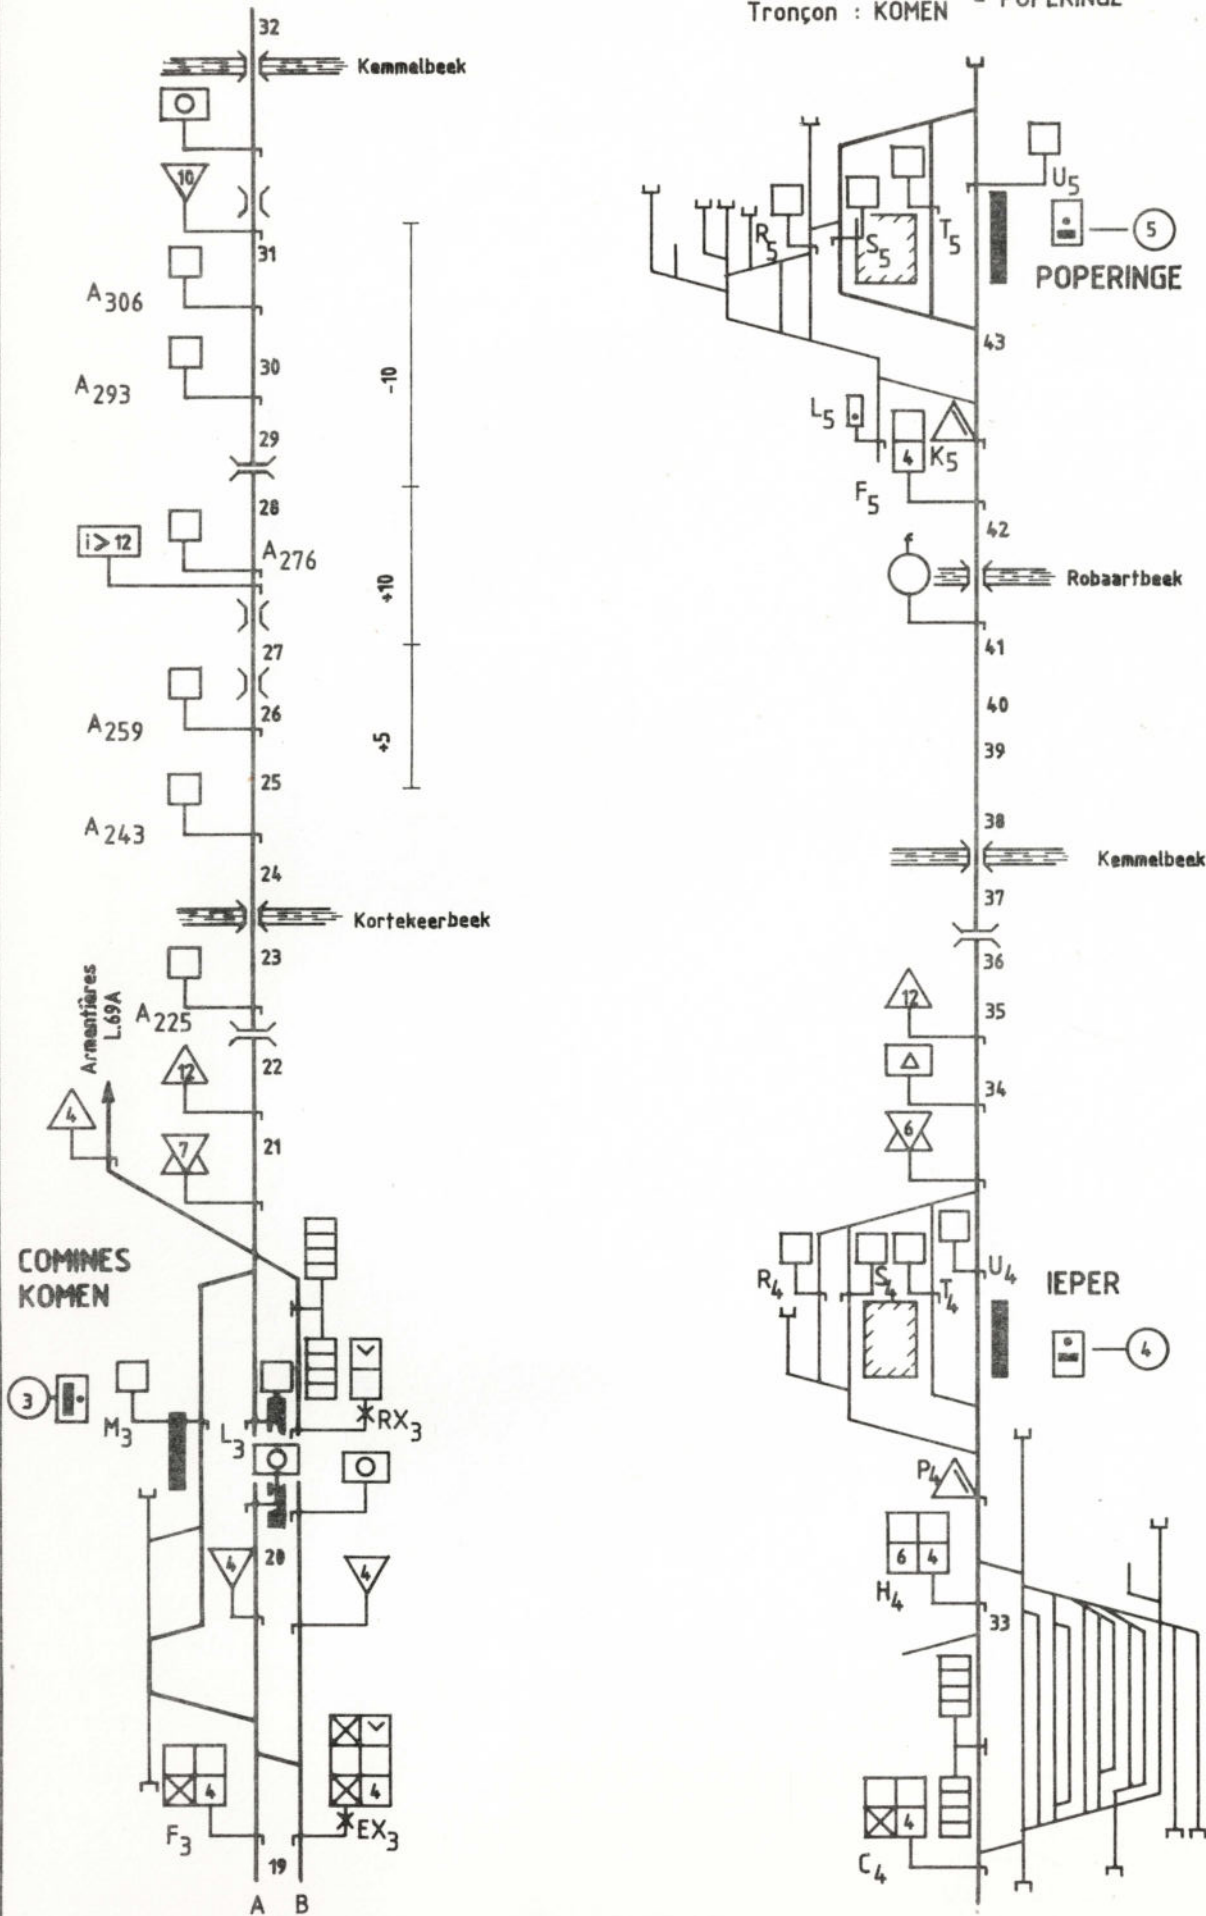 Tronçon : KOMEN - POPERINGE
32
Kemmelbeek
10
31
A306
30
A293
29
-10
28
i > 12
A276
+10
27
26
A259
+5
25
A243
24
Kortekeerbeek
23
A225
Armentières
L.69A
22
12
4
21
7
COMINES
KOMEN
3
M3
L3
RX3
20
4
4
4
4
F3
EX3
19
A B
U5
R5
S5
T5
5
POPERINGE
43
L5
4
K5
F5
42
f
Robaartbeek
41
40
39
38
Kemmelbeek
37
36
12
35
34
6
R4
S4
T4
U4
IEPER
4
P4
6 4
H4
33
4
C4